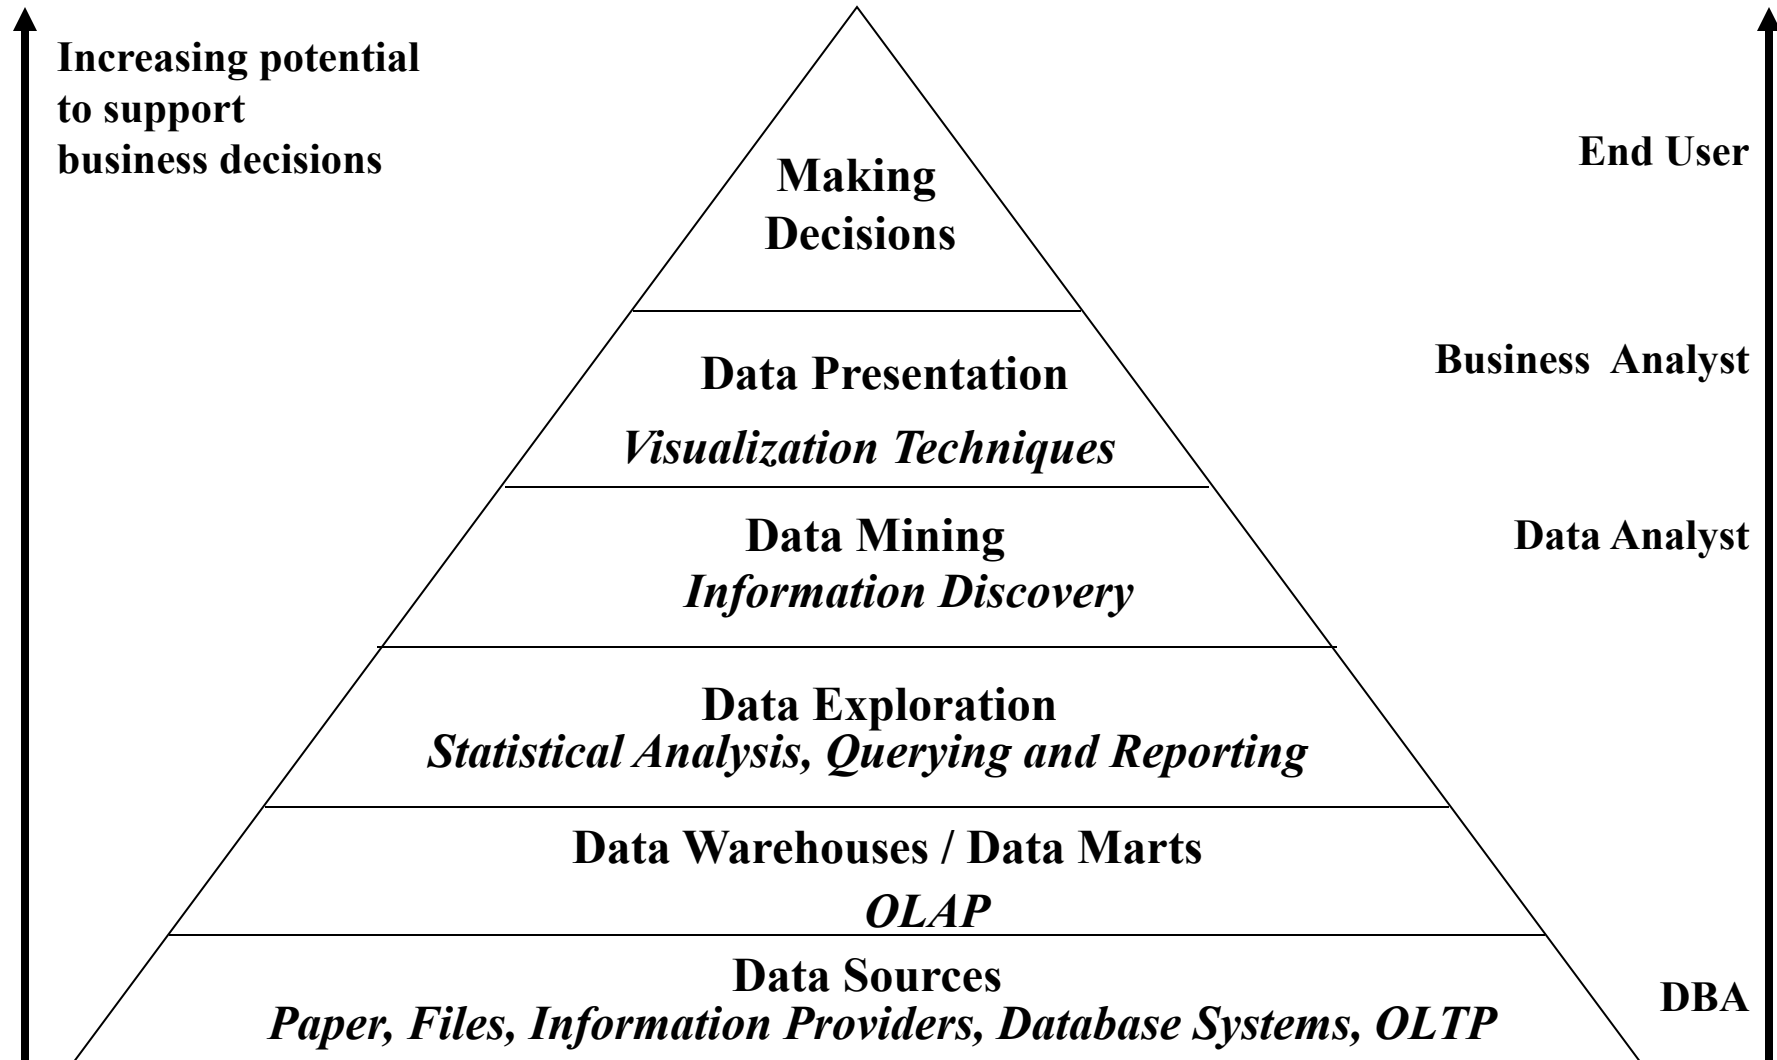 Increasing potential
to support
business decisions
End User
Making
Decisions
Business Analyst
Data Presentation
Visualization Techniques
Data Analyst
Data Mining
Information Discovery
Data Exploration
Statistical Analysis, Querying and Reporting
Data Warehouses / Data Marts
OLAP
Data Sources
DBA
Paper, Files, Information Providers, Database Systems, OLTP